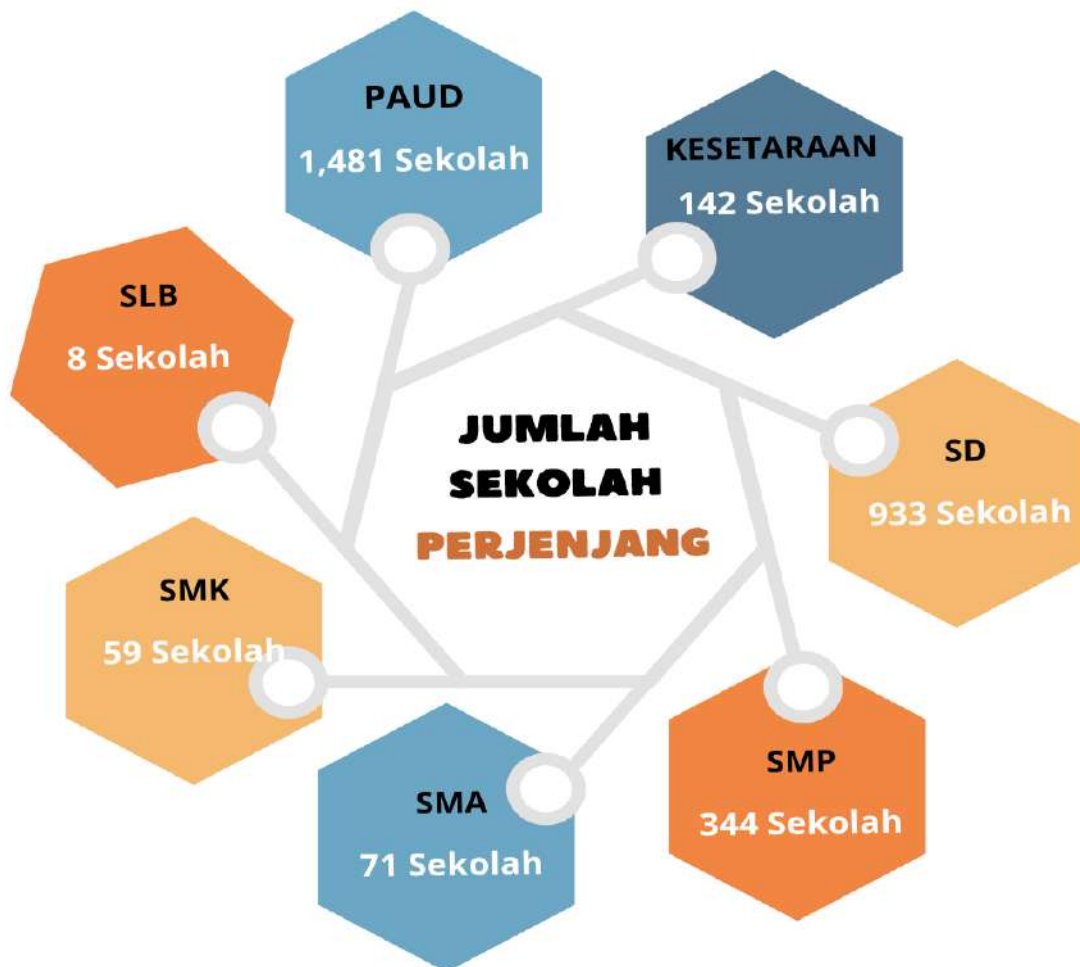 PAUD
1,481 Sekolah
KESETARAAN
142 Sekolah
SLB
8 Sekolah
JUMLAH
SEKOLAH
PERJENJANG
SD
933 Sekolah
SMK
59 Sekolah
SMP
344 Sekolah
SMA
71 Sekolah